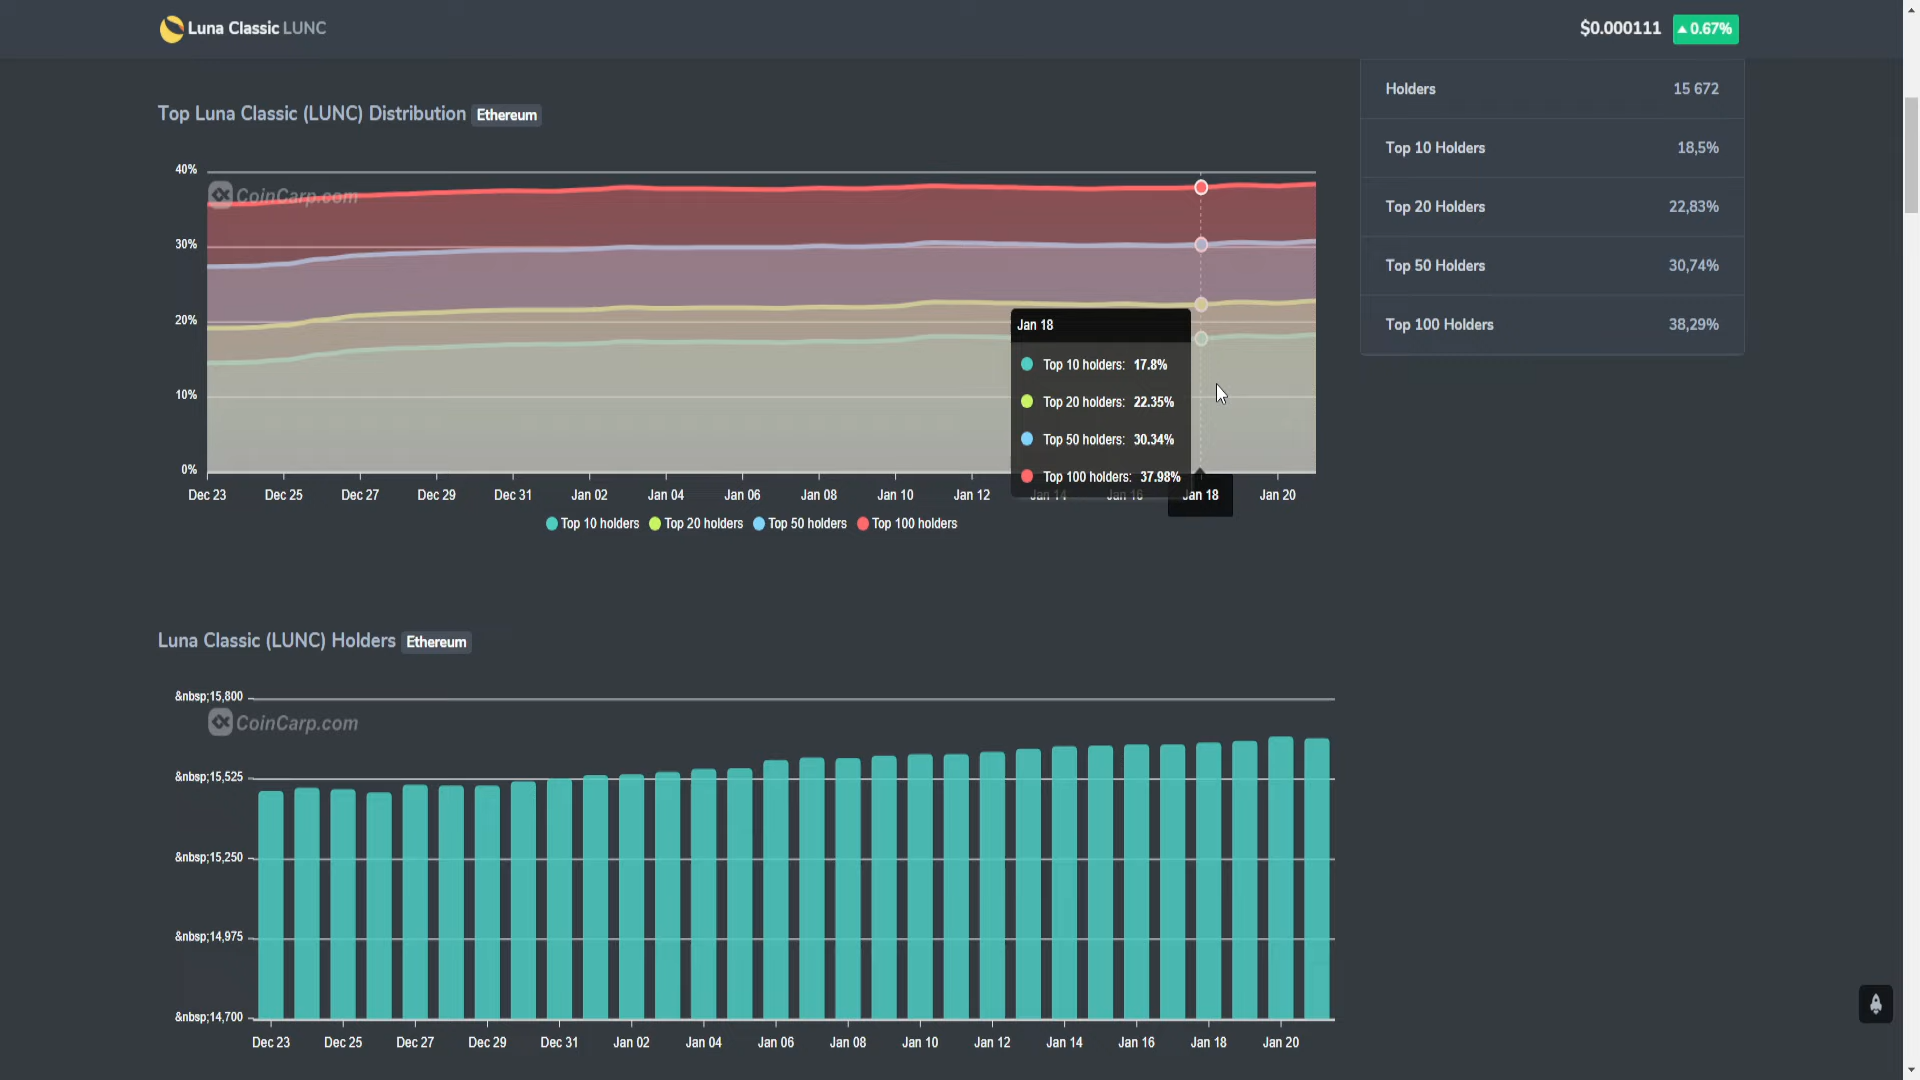 Luna Classic LUNC
$0.000111 0.67%
Top Luna Classic (LUNC) Distribution Ethereum
Holders 15 672
Top 10 Holders 18,5%
Top 20 Holders 22,83%
Top 50 Holders 30,74%
Top 100 Holders 38,29%
40%
30%
20%
10%
0%
CoinCarp.com
Jan 18
Top 10 holders: 17.8%
Top 20 holders: 22.35%
Top 50 holders: 30.34%
Top 100 holders: 37.98%
Dec 23 Dec 25 Dec 27 Dec 29 Dec 31 Jan 02 Jan 04 Jan 06 Jan 08 Jan 10 Jan 12 Jan 14 Jan 16 Jan 18 Jan 20
Top 10 holders Top 20 holders Top 50 holders Top 100 holders
Luna Classic (LUNC) Holders Ethereum
&nbsp;15,800
CoinCarp.com
&nbsp;15,525
&nbsp;15,250
&nbsp;14,975
&nbsp;14,700
Dec 23 Dec 25 Dec 27 Dec 29 Dec 31 Jan 02 Jan 04 Jan 06 Jan 08 Jan 10 Jan 12 Jan 14 Jan 16 Jan 18 Jan 20